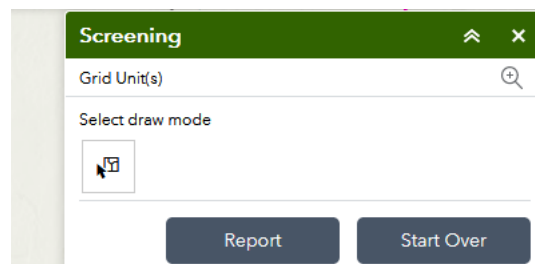 Screening
Grid Unit(s)
Select draw mode
Report Start Over